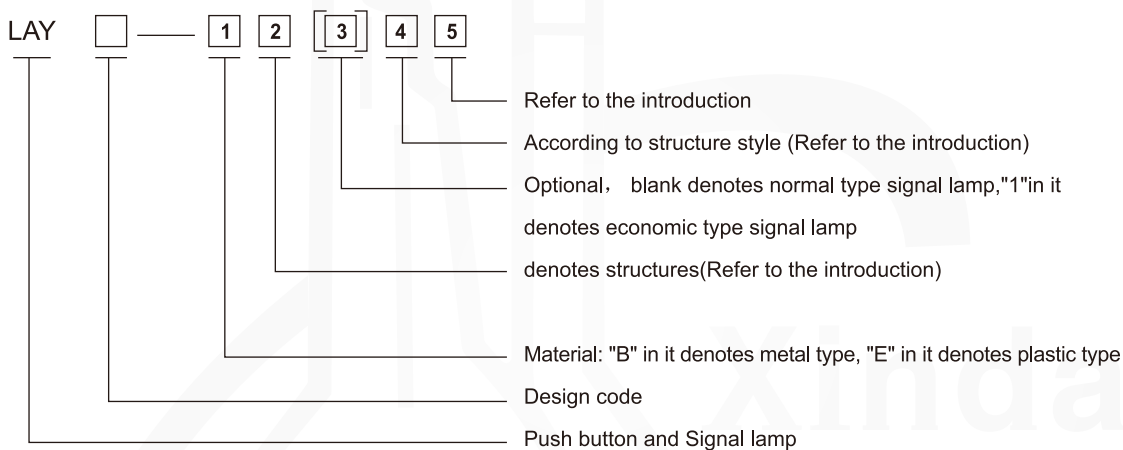 LAY 1 2 [3] 4 5
Refer to the introduction
According to structure style (Refer to the introduction)
Optional， blank denotes normal type signal lamp,"1"in it
denotes economic type signal lamp
denotes structures(Refer to the introduction)
Material: "B" in it denotes metal type, "E" in it denotes plastic type
Design code
Push button and Signal lamp
Xinda